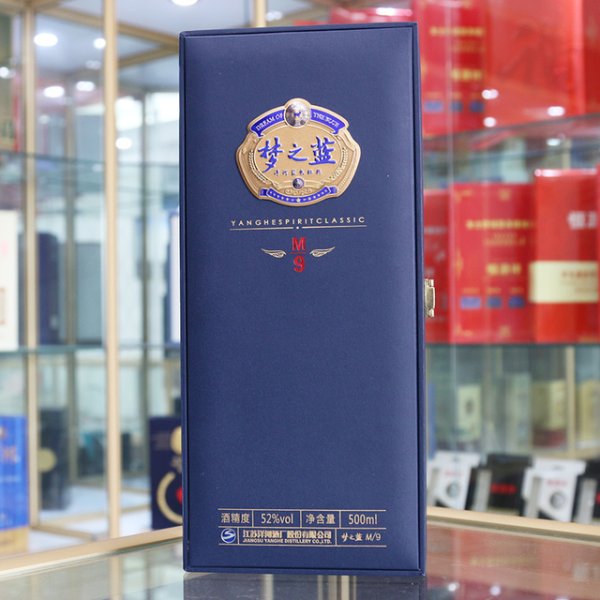 DREAM OF THE BLUE
梦之蓝
YANGHESPIRITCLASSIC
M
9
酒精度 52%vol 净含量 500ml
江苏洋河酒厂股份有限公司 梦之蓝 M/9
JIANGSU YANGHE DISTILLERY CO.,LTD.